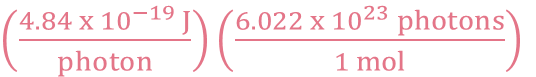 (4.84 x 10⁻¹⁹ J / photon) (6.022 x 10²³ photons / 1 mol)